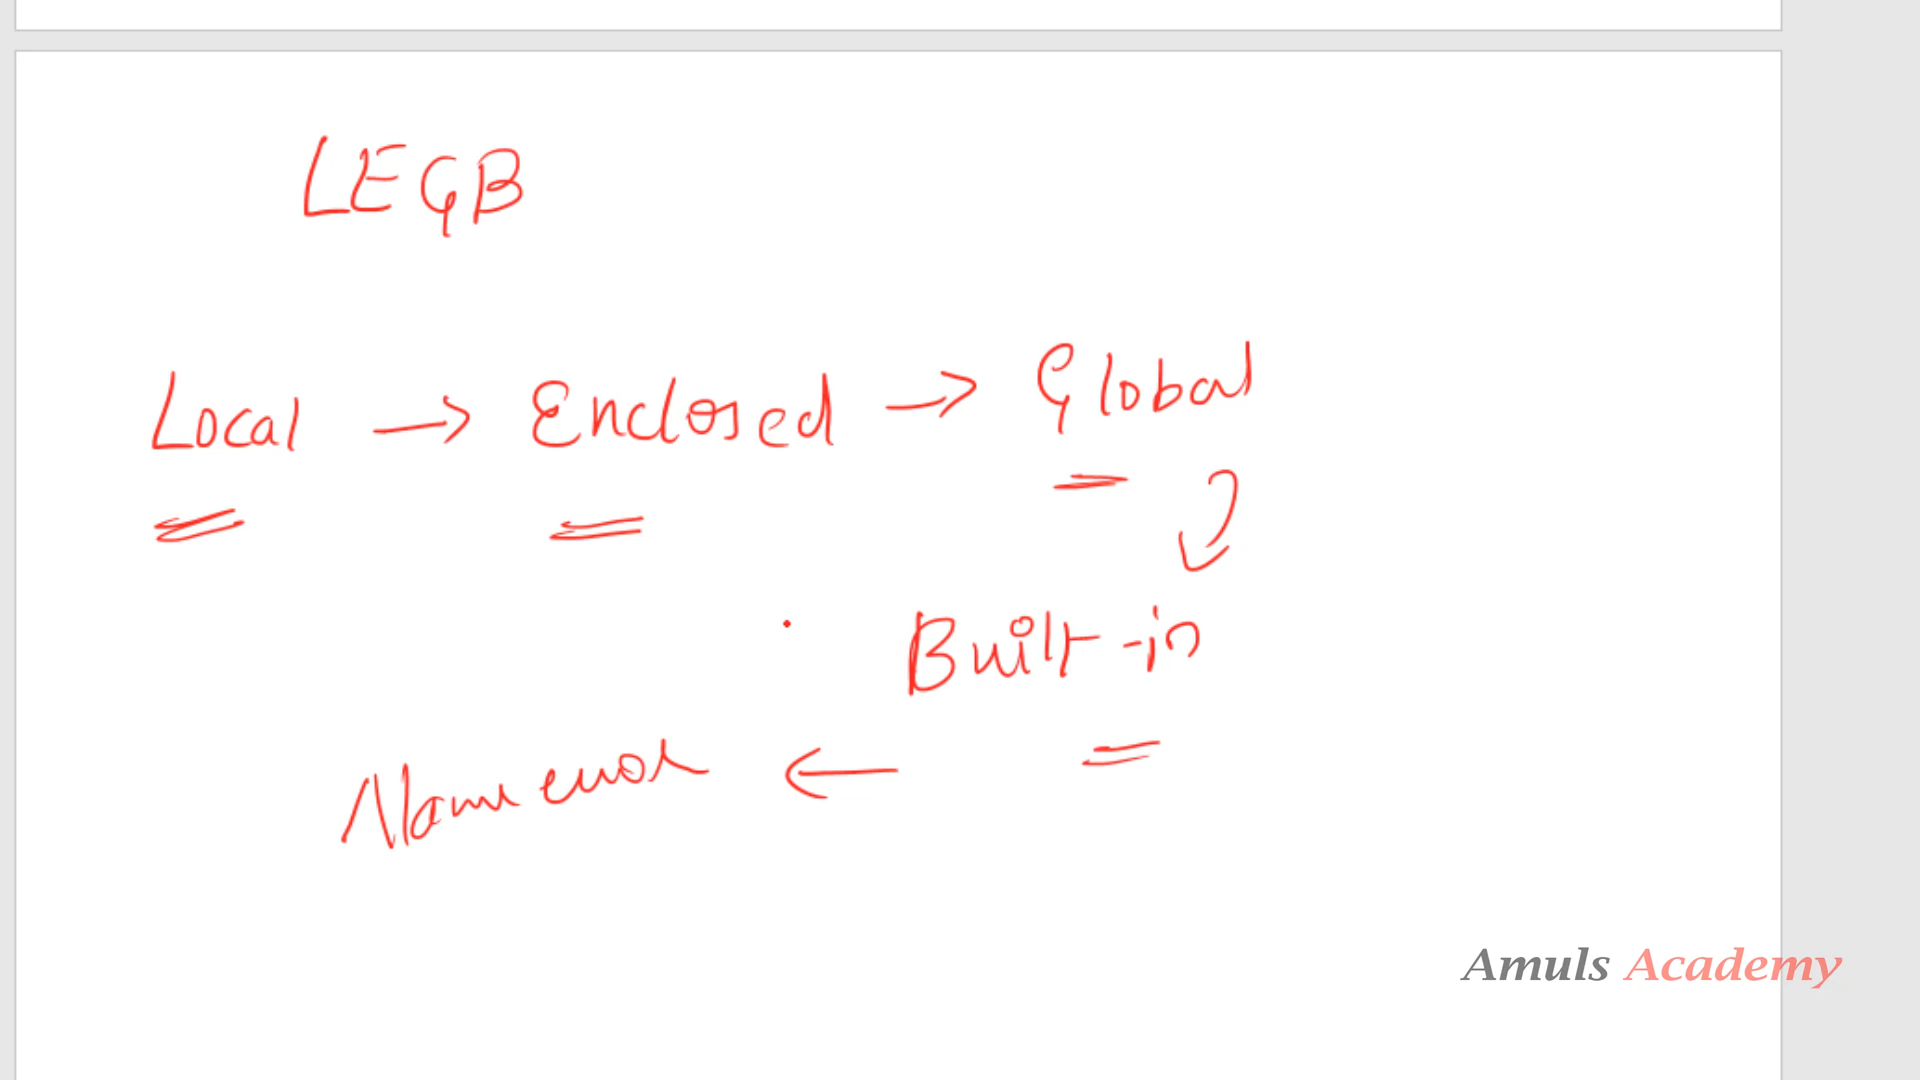 LEGB
Local → Enclosed → Global
Built-in
Name error ←
Amuls Academy